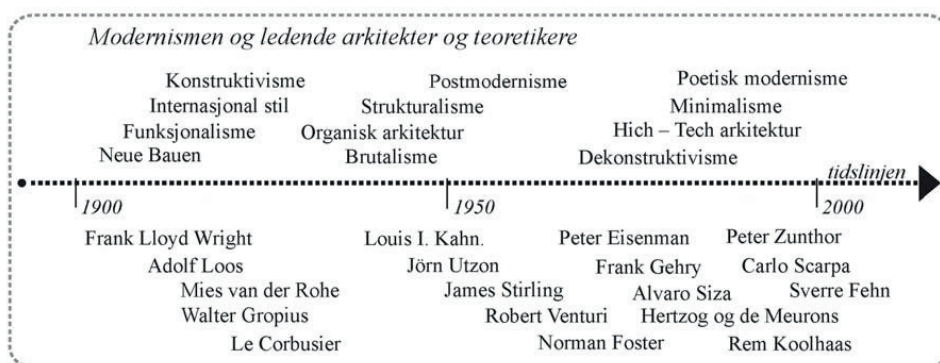 Modernismen og ledende arkitekter og teoretikere
Konstruktivisme Postmodernisme Poetisk modernisme
Internasjonal stil Strukturalisme Minimalisme
Funksjonalisme Organisk arkitektur Hich – Tech arkitektur
Neue Bauen Brutalisme Dekonstruktivisme
tidslinjen
1900 1950 2000
Frank Lloyd Wright Louis I. Kahn. Peter Eisenman Peter Zunthor
Adolf Loos Jörn Utzon Frank Gehry Carlo Scarpa
Mies van der Rohe James Stirling Alvaro Siza Sverre Fehn
Walter Gropius Robert Venturi Hertzog og de Meurons
Le Corbusier Norman Foster Rem Koolhaas